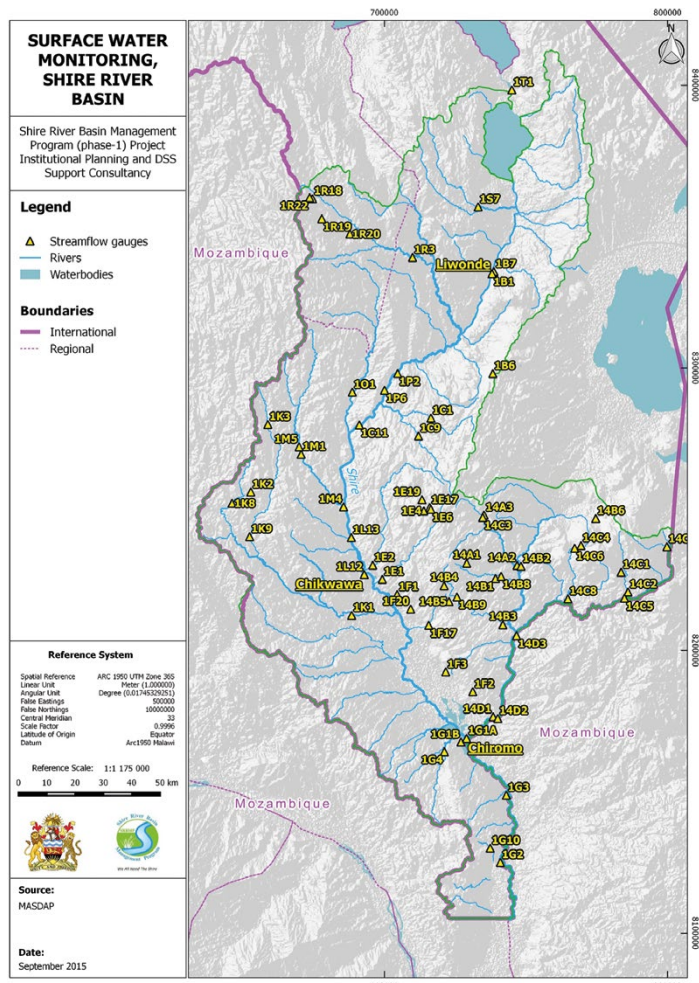 SURFACE WATER
MONITORING,
SHIRE RIVER
BASIN
Shire River Basin Management
Program (phase-1) Project
Institutional Planning and DSS
Support Consultancy
Legend
Streamflow gauges
Rivers
Waterbodies
Boundaries
International
Regional
Reference System
Spatial Reference ARC 1950 UTM Zone 36S
Linear Unit Meter (1.000000)
Angular Unit Degree (0.01745329251)
False Eastings 500000
False Northings 10000000
Central Meridian 33
Scale Factor 0.9996
Latitude of Origin Equator
Datum Arc1950 Malawi
Reference Scale: 1:1 175 000
0 10 20 30 40 50 km
Shire River Basin
Management Program
Source:
MASDAP
Date:
September 2015
700000
800000
8400000
8300000
8200000
8100000
1T1
1R18
1R22
1S7
1R19
1R20
Mozambique
1R3
Liwonde
1B7
1B1
1P2
1B6
1O1
1P6
1K3
1C1
1C11
1C9
1M5
1M1
Shire
1K2
1K8
1M4
1E19
1E17
1E4
1E6
14A3
14C3
14B6
1K9
1L13
14C4
14C6
14G
1E2
14A1
14A2
14B2
1L12
1E1
14C1
Chikwawa
14B4
14B1
14B8
1F1
14C2
1F20
14B5
14B9
14C8
14C5
1K1
1F17
14B3
14D3
1F3
1F2
14D1
14D2
Mozambique
1G1B
1G1A
Chiromo
1G4
1G3
Mozambique
1G10
1G2